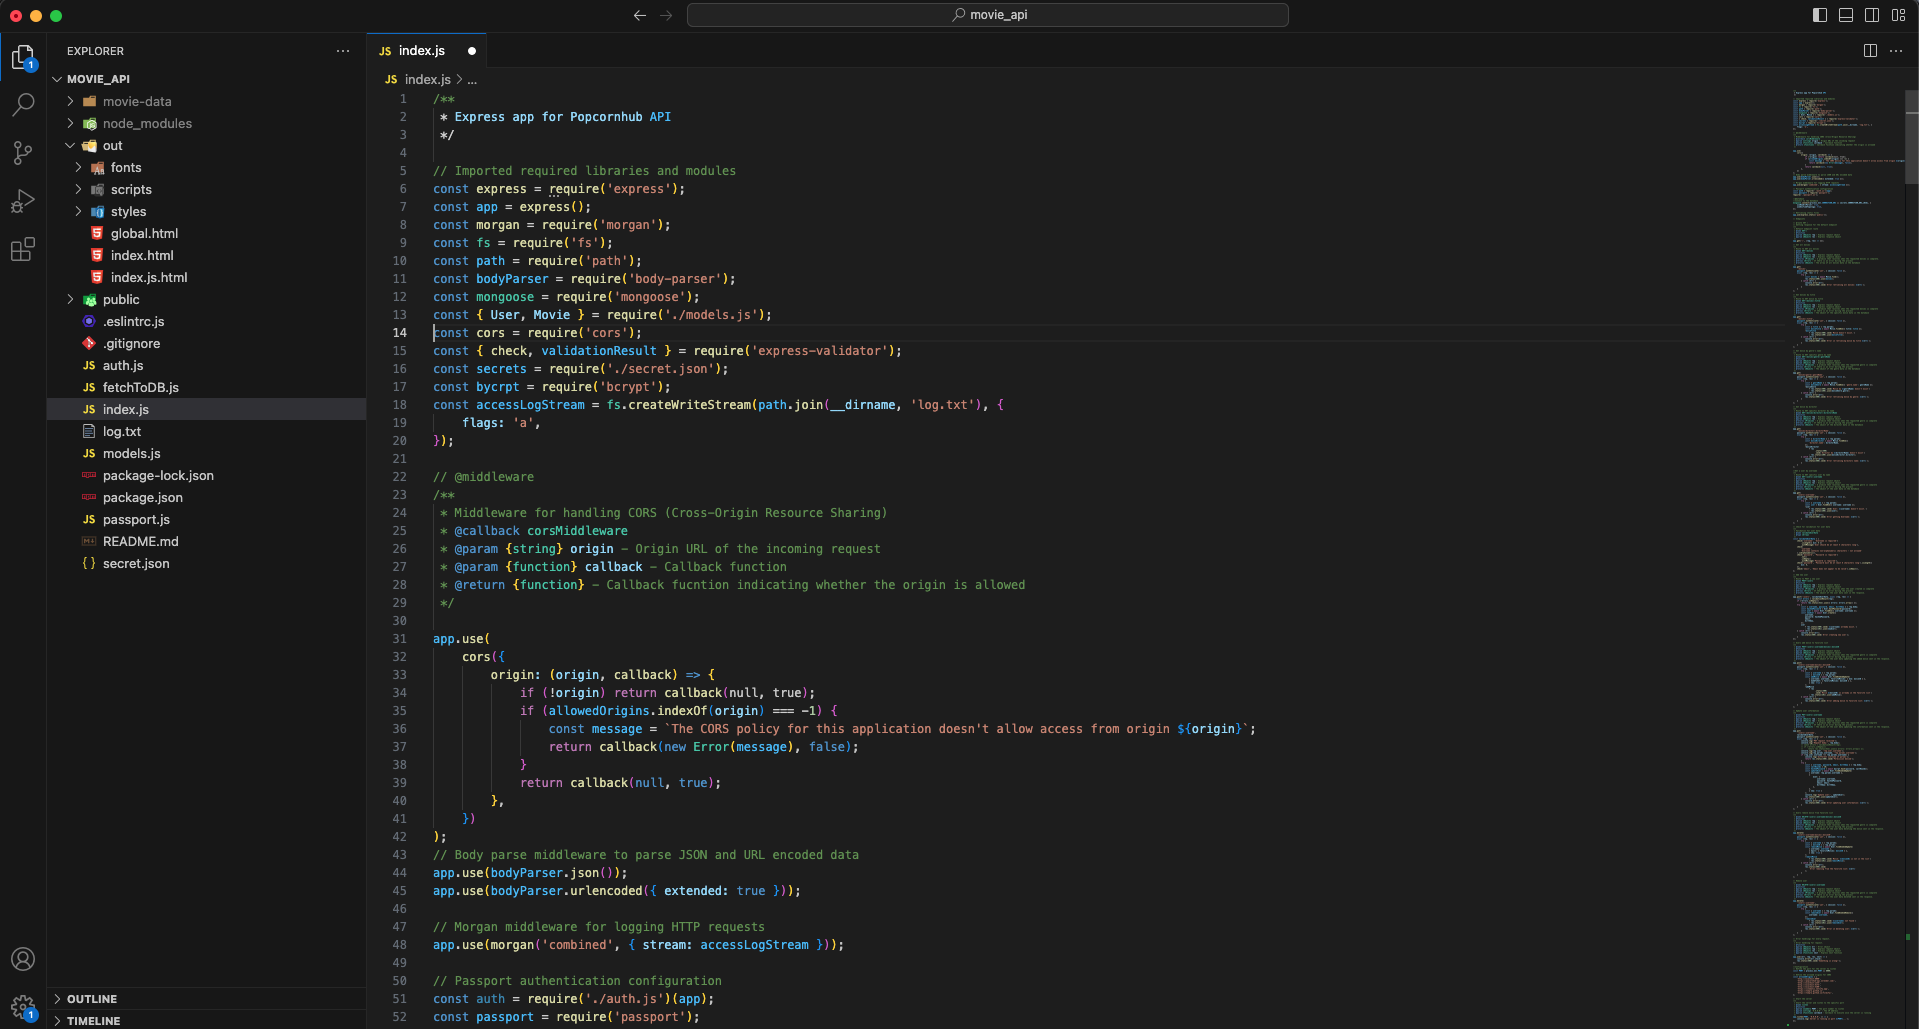 movie_api
EXPLORER
MOVIE_API
movie-data
node_modules
out
fonts
scripts
styles
global.html
index.html
index.js.html
public
.eslintrc.js
.gitignore
auth.js
fetchToDB.js
index.js
log.txt
models.js
package-lock.json
package.json
passport.js
README.md
secret.json
OUTLINE
TIMELINE
1
1
JS index.js
JS index.js > ...
1 /**
2 * Express app for Popcornhub API
3 */
4
5 // Imported required libraries and modules
6 const express = require('express');
7 const app = express();
8 const morgan = require('morgan');
9 const fs = require('fs');
10 const path = require('path');
11 const bodyParser = require('body-parser');
12 const mongoose = require('mongoose');
13 const { User, Movie } = require('./models.js');
14 const cors = require('cors');
15 const { check, validationResult } = require('express-validator');
16 const secrets = require('./secret.json');
17 const bycrpt = require('bcrypt');
18 const accessLogStream = fs.createWriteStream(path.join(__dirname, 'log.txt'), {
19 flags: 'a',
20 });
21
22 // @middleware
23 /**
24 * Middleware for handling CORS (Cross-Origin Resource Sharing)
25 * @callback corsMiddleware
26 * @param {string} origin - Origin URL of the incoming request
27 * @param {function} callback - Callback function
28 * @return {function} - Callback fucntion indicating whether the origin is allowed
29 */
30
31 app.use(
32 cors({
33 origin: (origin, callback) => {
34 if (!origin) return callback(null, true);
35 if (allowedOrigins.indexOf(origin) === -1) {
36 const message = `The CORS policy for this application doesn't allow access from origin ${origin}`;
37 return callback(new Error(message), false);
38 }
39 return callback(null, true);
40 },
41 })
42 );
43 // Body parse middleware to parse JSON and URL encoded data
44 app.use(bodyParser.json());
45 app.use(bodyParser.urlencoded({ extended: true }));
46
47 // Morgan middleware for logging HTTP requests
48 app.use(morgan('combined', { stream: accessLogStream }));
49
50 // Passport authentication configuration
51 const auth = require('./auth.js')(app);
52 const passport = require('passport');